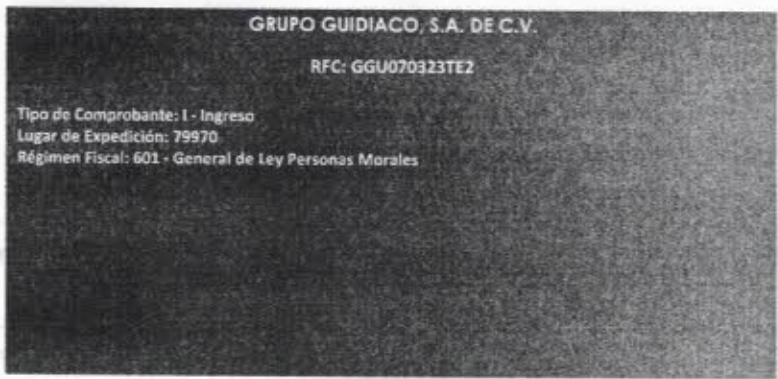 GRUPO GUIDIACO, S.A. DE C.V.
RFC: GGU070323TE2
Tipo de Comprobante: I - Ingreso
Lugar de Expedición: 79970
Régimen Fiscal: 601 - General de Ley Personas Morales